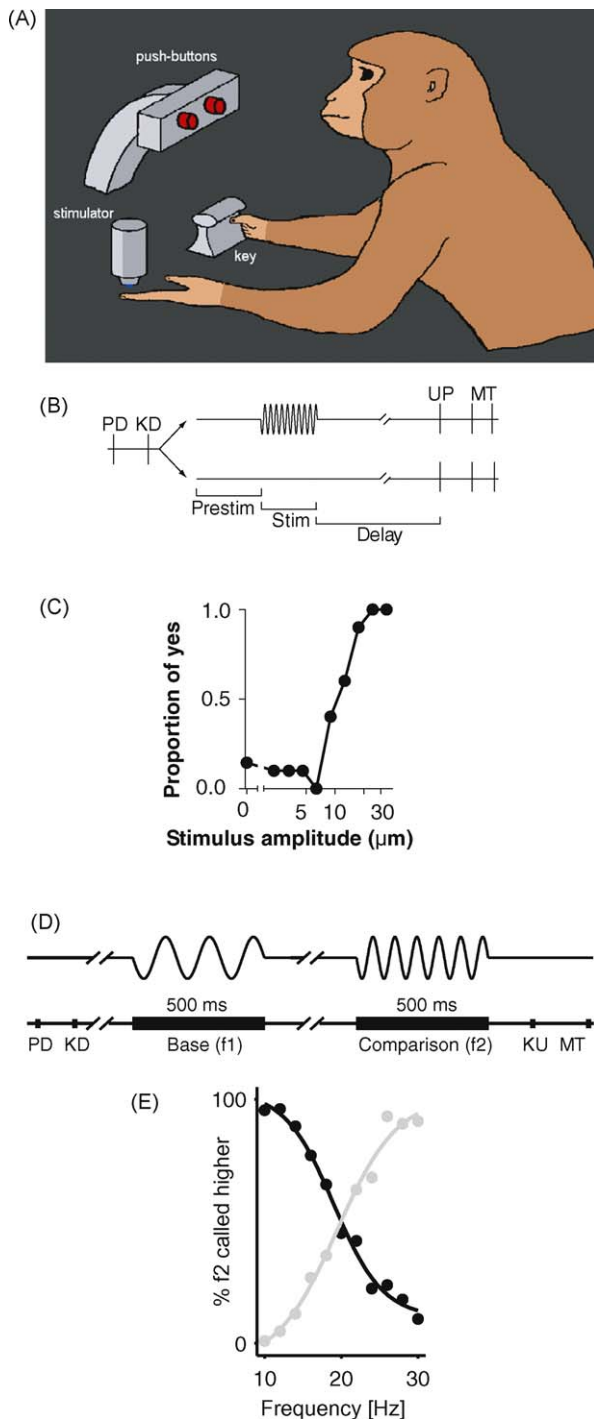 (A)
push-buttons
stimulator
key
(B)
PD KD
UP MT
Prestim
Stim
Delay
(C)
Proportion of yes
1.0
0.5
0.0
0 5 10 30
Stimulus amplitude (μm)
(D)
500 ms 500 ms
PD KD Base (f1) Comparison (f2) KU MT
(E)
% f2 called higher
100
0
10 20 30
Frequency [Hz]